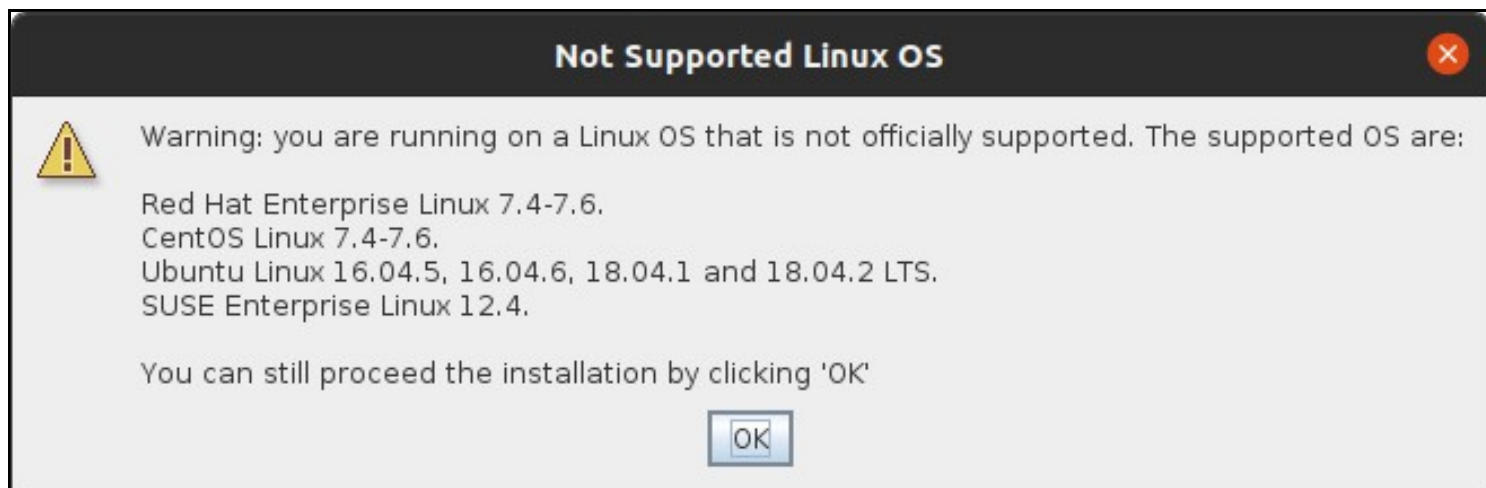 Not Supported Linux OS
Warning: you are running on a Linux OS that is not officially supported. The supported OS are:
Red Hat Enterprise Linux 7.4-7.6.
CentOS Linux 7.4-7.6.
Ubuntu Linux 16.04.5, 16.04.6, 18.04.1 and 18.04.2 LTS.
SUSE Enterprise Linux 12.4.
You can still proceed the installation by clicking 'OK'
OK